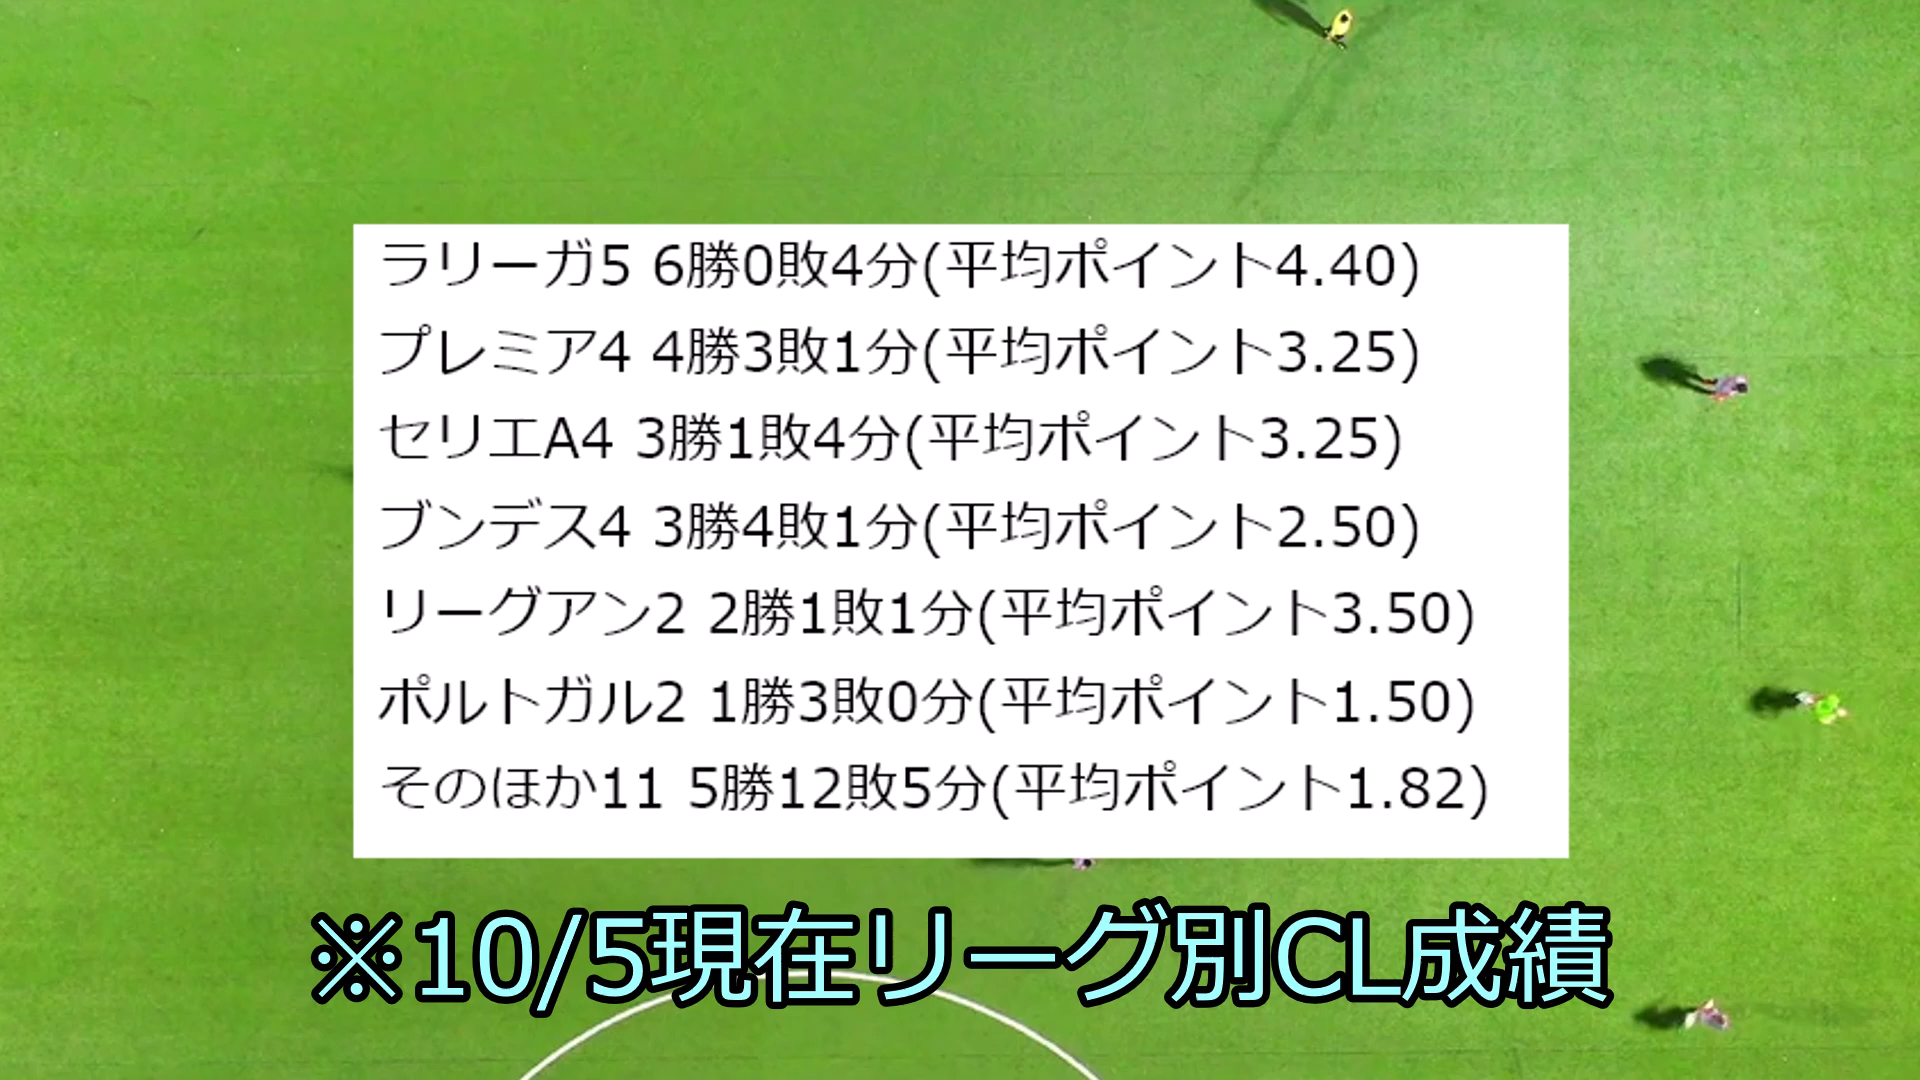 ラリーガ5 6勝0敗4分(平均ポイント4.40)
プレミア4 4勝3敗1分(平均ポイント3.25)
セリエA4 3勝1敗4分(平均ポイント3.25)
ブンデス4 3勝4敗1分(平均ポイント2.50)
リーグアン2 2勝1敗1分(平均ポイント3.50)
ポルトガル2 1勝3敗0分(平均ポイント1.50)
そのほか11 5勝12敗5分(平均ポイント1.82)
※10/5現在リーグ別CL成績